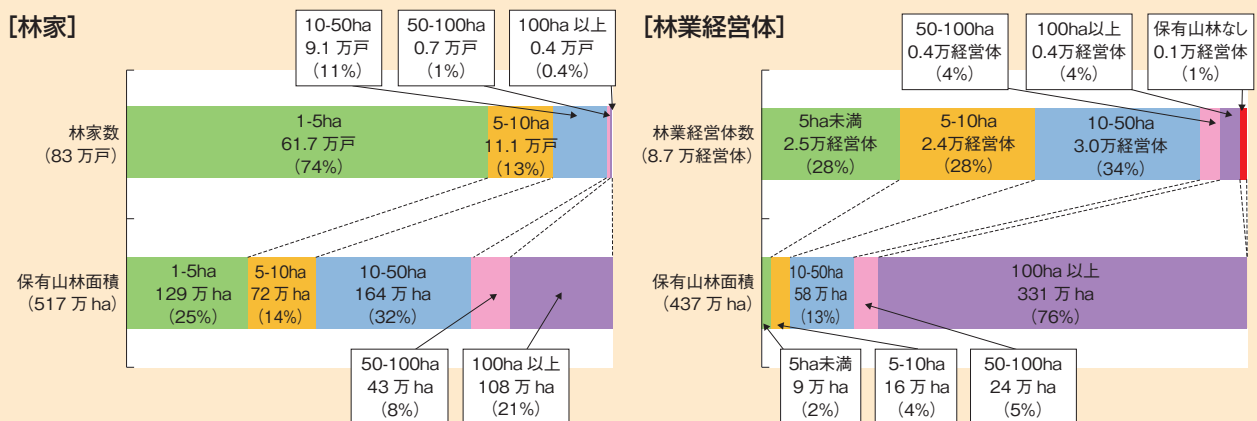 [林家]
10-50ha
9.1 万戸
(11%)
50-100ha
0.7 万戸
(1%)
100ha 以上
0.4 万戸
(0.4%)
林家数
(83 万戸)
1-5ha
61.7 万戸
(74%)
5-10ha
11.1 万戸
(13%)
保有山林面積
(517 万 ha)
1-5ha
129 万 ha
(25%)
5-10ha
72 万 ha
(14%)
10-50ha
164 万 ha
(32%)
50-100ha
43 万 ha
(8%)
100ha 以上
108 万 ha
(21%)
[林業経営体]
50-100ha
0.4万経営体
(4%)
100ha以上
0.4万経営体
(4%)
保有山林なし
0.1万経営体
(1%)
林業経営体数
(8.7 万経営体)
5ha未満
2.5万経営体
(28%)
5-10ha
2.4万経営体
(28%)
10-50ha
3.0万経営体
(34%)
保有山林面積
(437 万 ha)
10-50ha
58万 ha
(13%)
100ha 以上
331 万 ha
(76%)
5ha未満
9 万 ha
(2%)
5-10ha
16 万 ha
(4%)
50-100ha
24 万 ha
(5%)